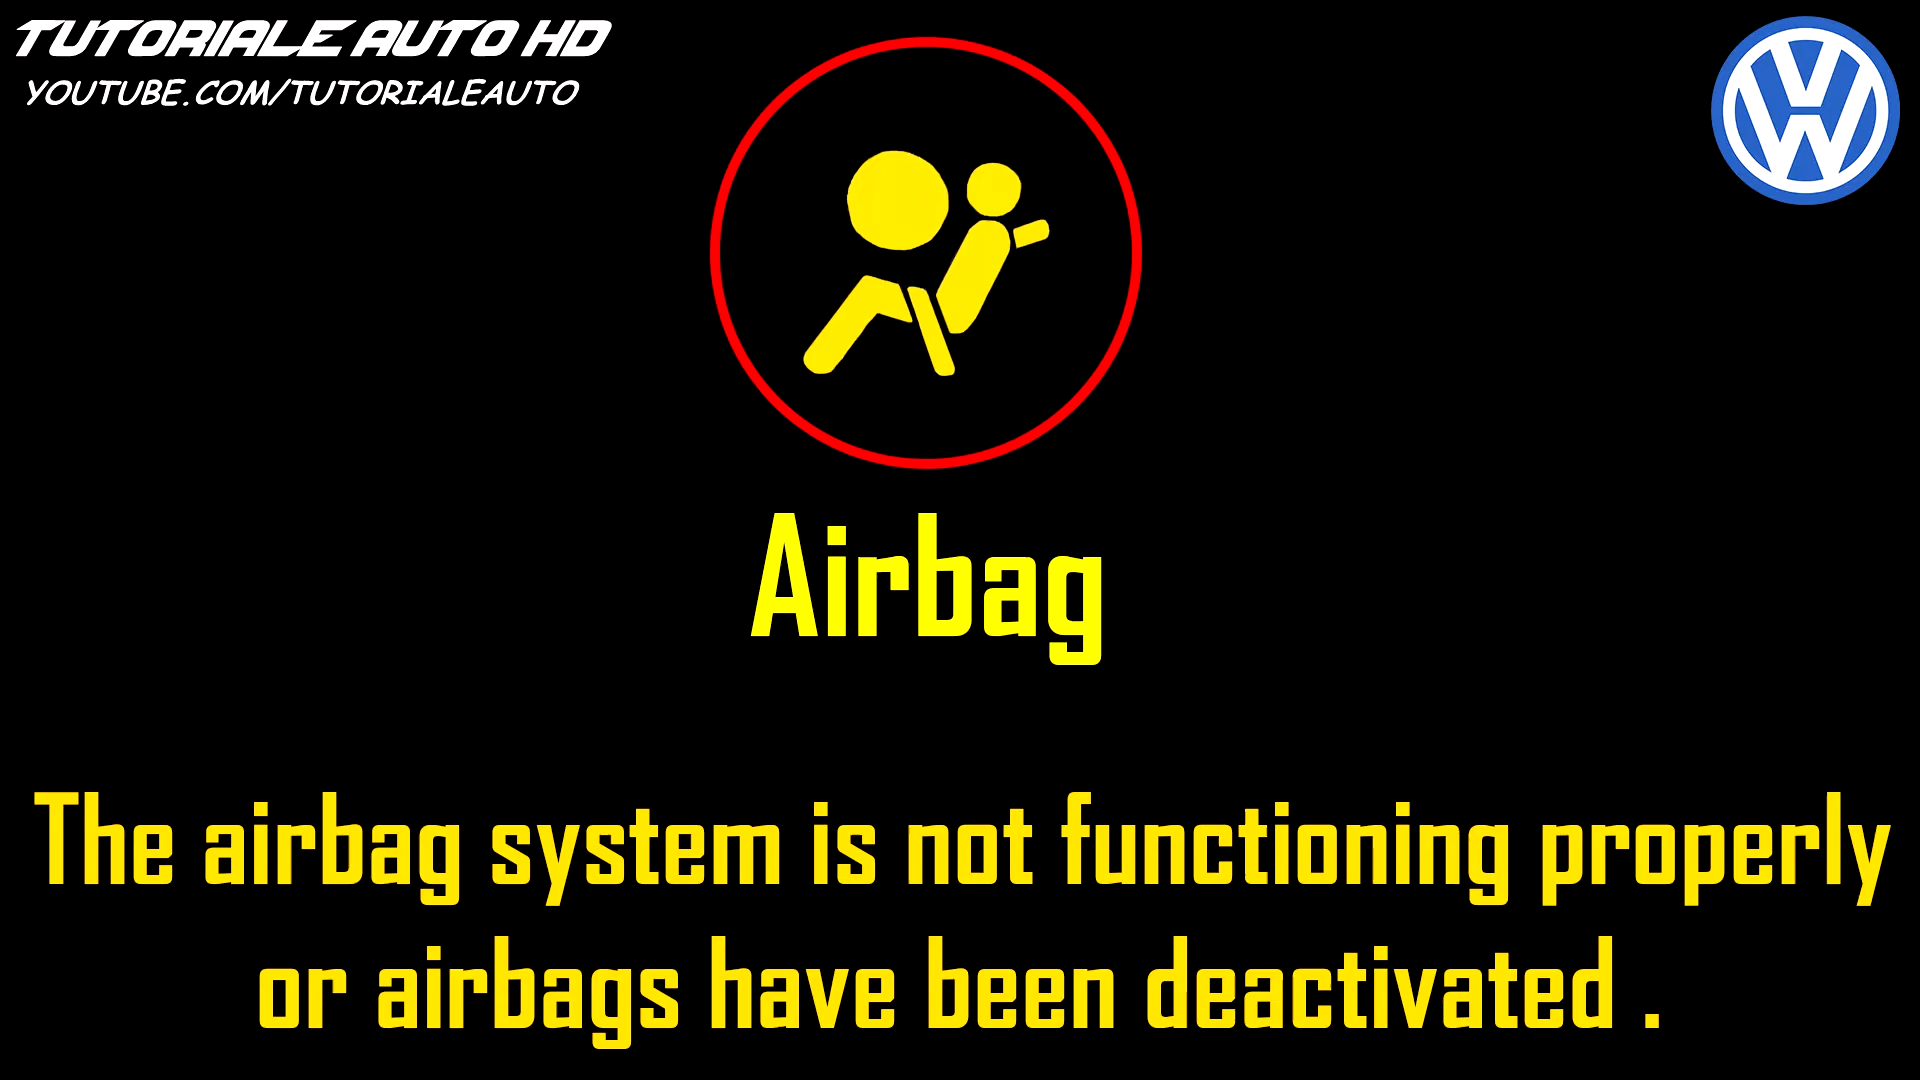 TUTORIALE AUTO HD
YOUTUBE.COM/TUTORIALEAUTO
Airbag
The airbag system is not functioning properly
or airbags have been deactivated .